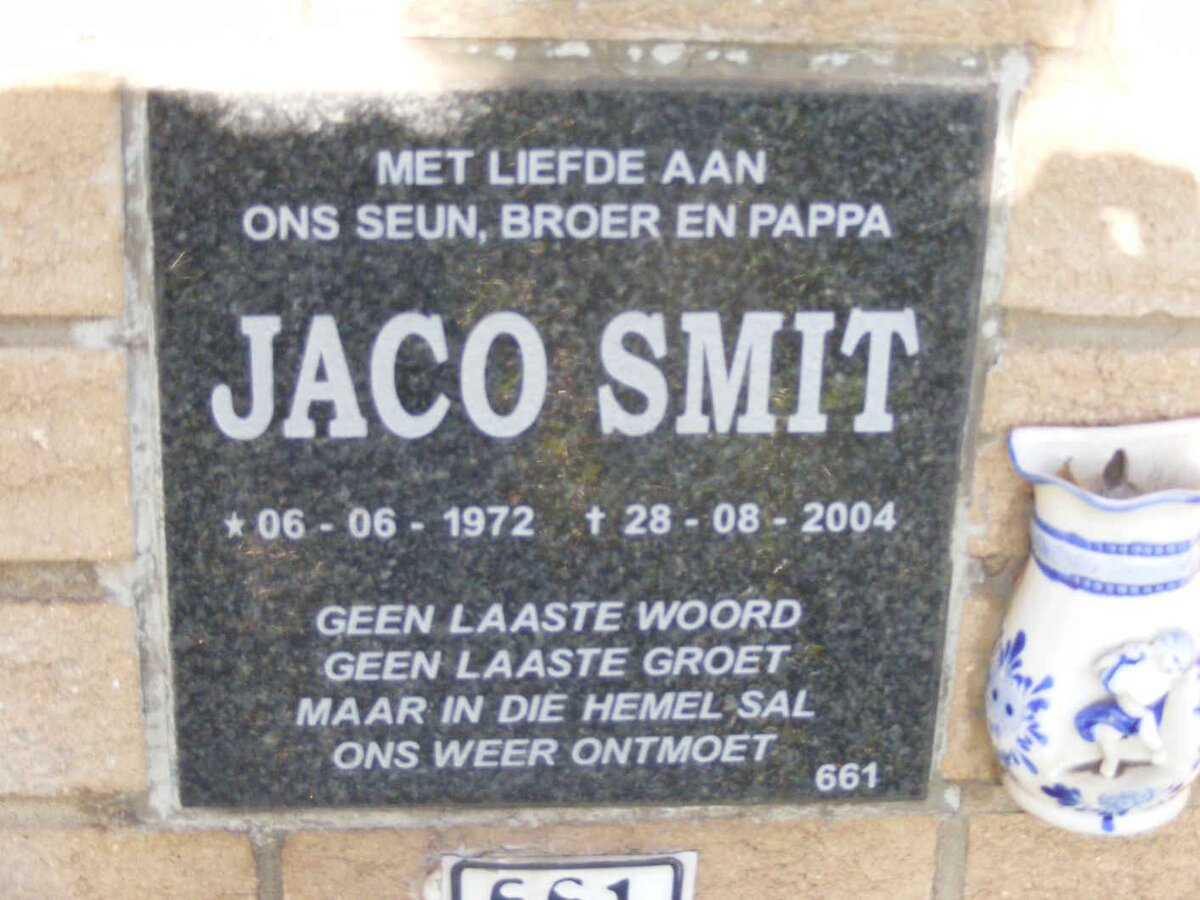 MET LIEFDE AAN
ONS SEUN, BROER EN PAPPA
JACO SMIT
★ 06 - 06 - 1972 ✝ 28 - 08 - 2004
GEEN LAASTE WOORD
GEEN LAASTE GROET
MAAR IN DIE HEMEL SAL
ONS WEER ONTMOET
661
661